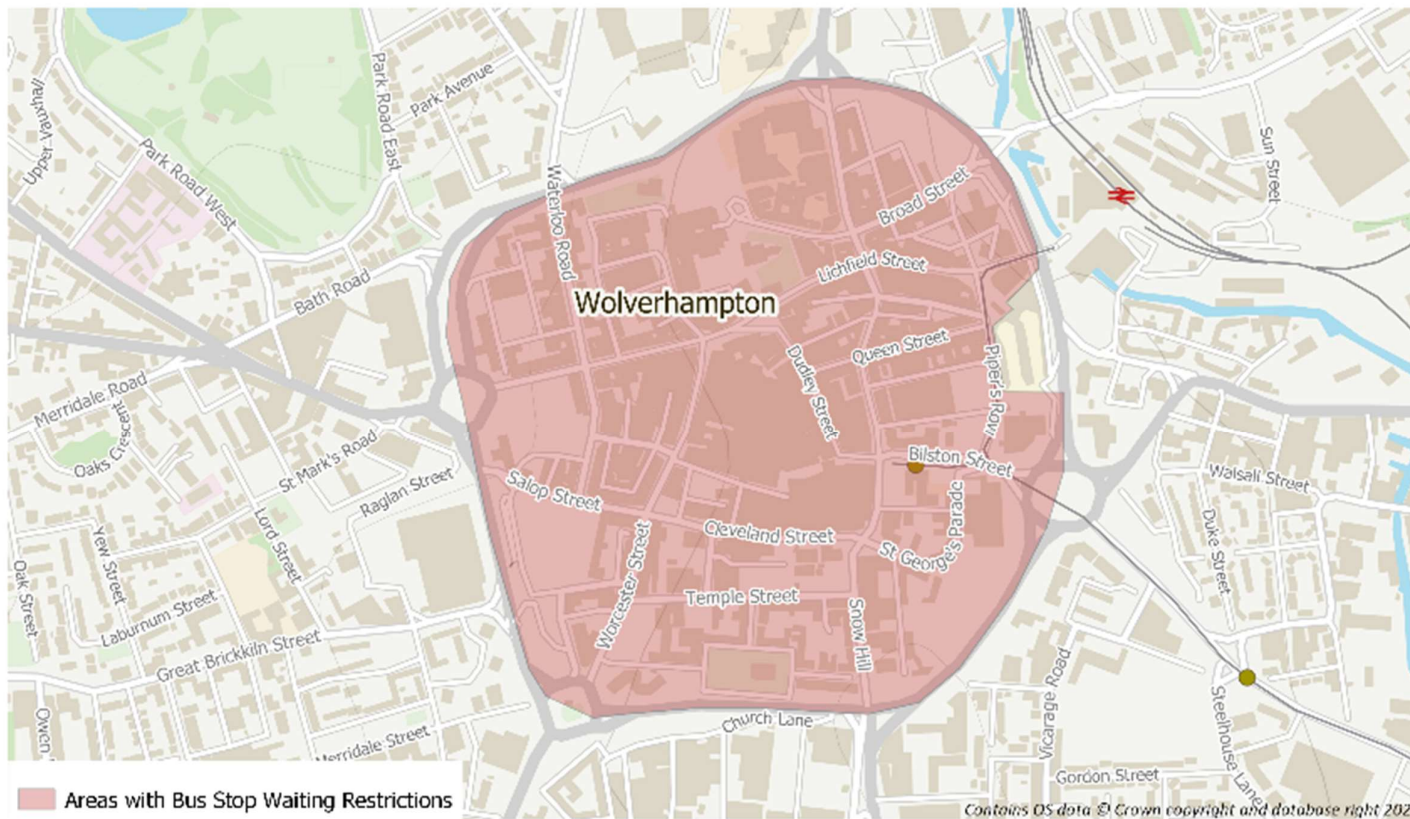 Upper Vauxhall
Park Road West
Park Road East
Park Avenue
Waterloo Road
Bath Road
Merridale Road
Oaks Crescent
St Mark's Road
Raglan Street
Lord Street
Yew Street
Oak Street
Laburnum Street
Great Brickkiln Street
Owen
Merridale Street
Wolverhampton
Broad Street
Lichfield Street
Queen Street
Dudley Street
Piper's Row
Bilston Street
Salop Street
Cleveland Street
St George's Parade
Worcester Street
Temple Street
Snow Hill
Church Lane
Sun Street
Walsall Street
Duke Street
Vicarage Road
Steelhouse Lane
Gordon Street
Areas with Bus Stop Waiting Restrictions
Contains OS data © Crown copyright and database right 202